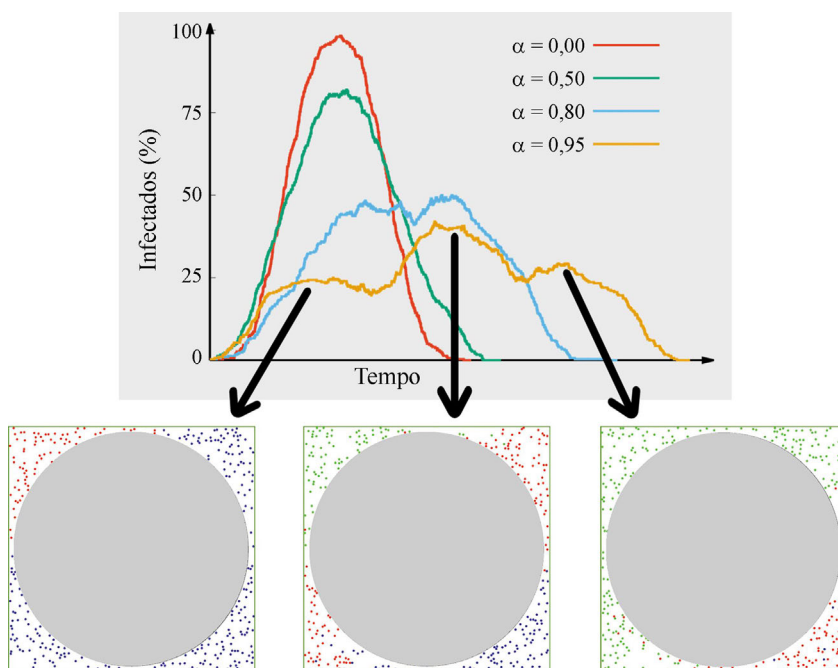 100
75
50
25
0
Infectados (%)
α = 0,00
α = 0,50
α = 0,80
α = 0,95
Tempo